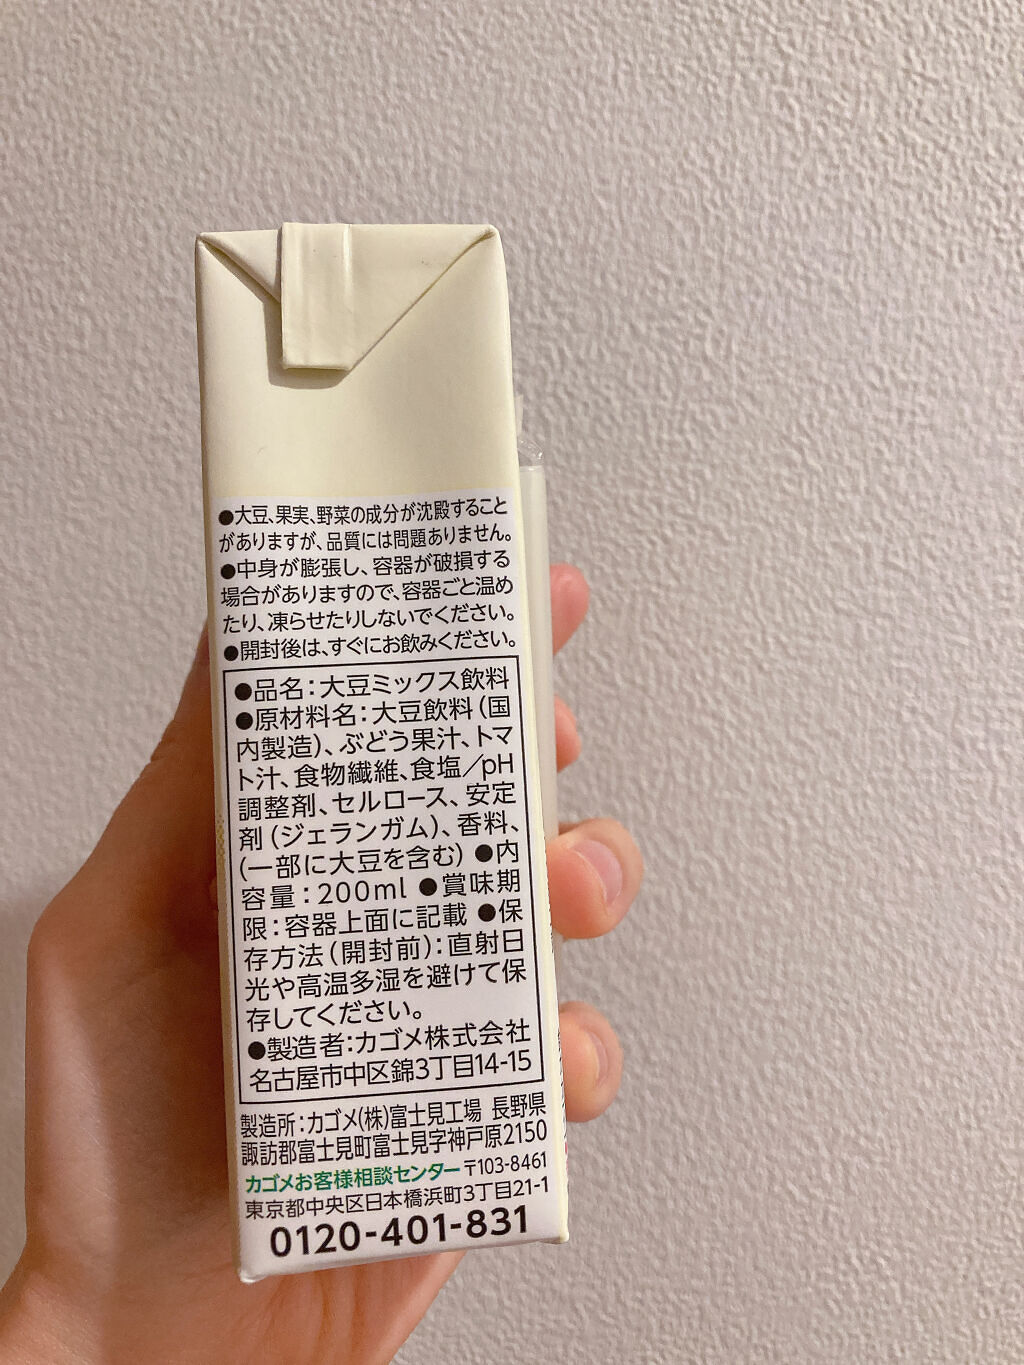 ●大豆、果実、野菜の成分が沈殿すること
がありますが、品質には問題ありません。
●中身が膨張し、容器が破損する
場合がありますので、容器ごと温め
たり、凍らせたりしないでください。
●開封後は、すぐにお飲みください。
●品名：大豆ミックス飲料
●原材料名：大豆飲料（国
内製造）、ぶどう果汁、トマ
ト汁、食物繊維、食塩／pH
調整剤、セルロース、安定
剤（ジェランガム）、香料、
（一部に大豆を含む） ●内
容量：200ml ●賞味期
限：容器上面に記載 ●保
存方法（開封前）：直射日
光や高温多湿を避けて保
存してください。
●製造者：カゴメ株式会社
名古屋市中区錦3丁目14-15
製造所：カゴメ(株)富士見工場 長野県
諏訪郡富士見町富士見字神戸原2150
カゴメお客様相談センター 〒103-8461
東京都中央区日本橋浜町3丁目21-1
0120-401-831